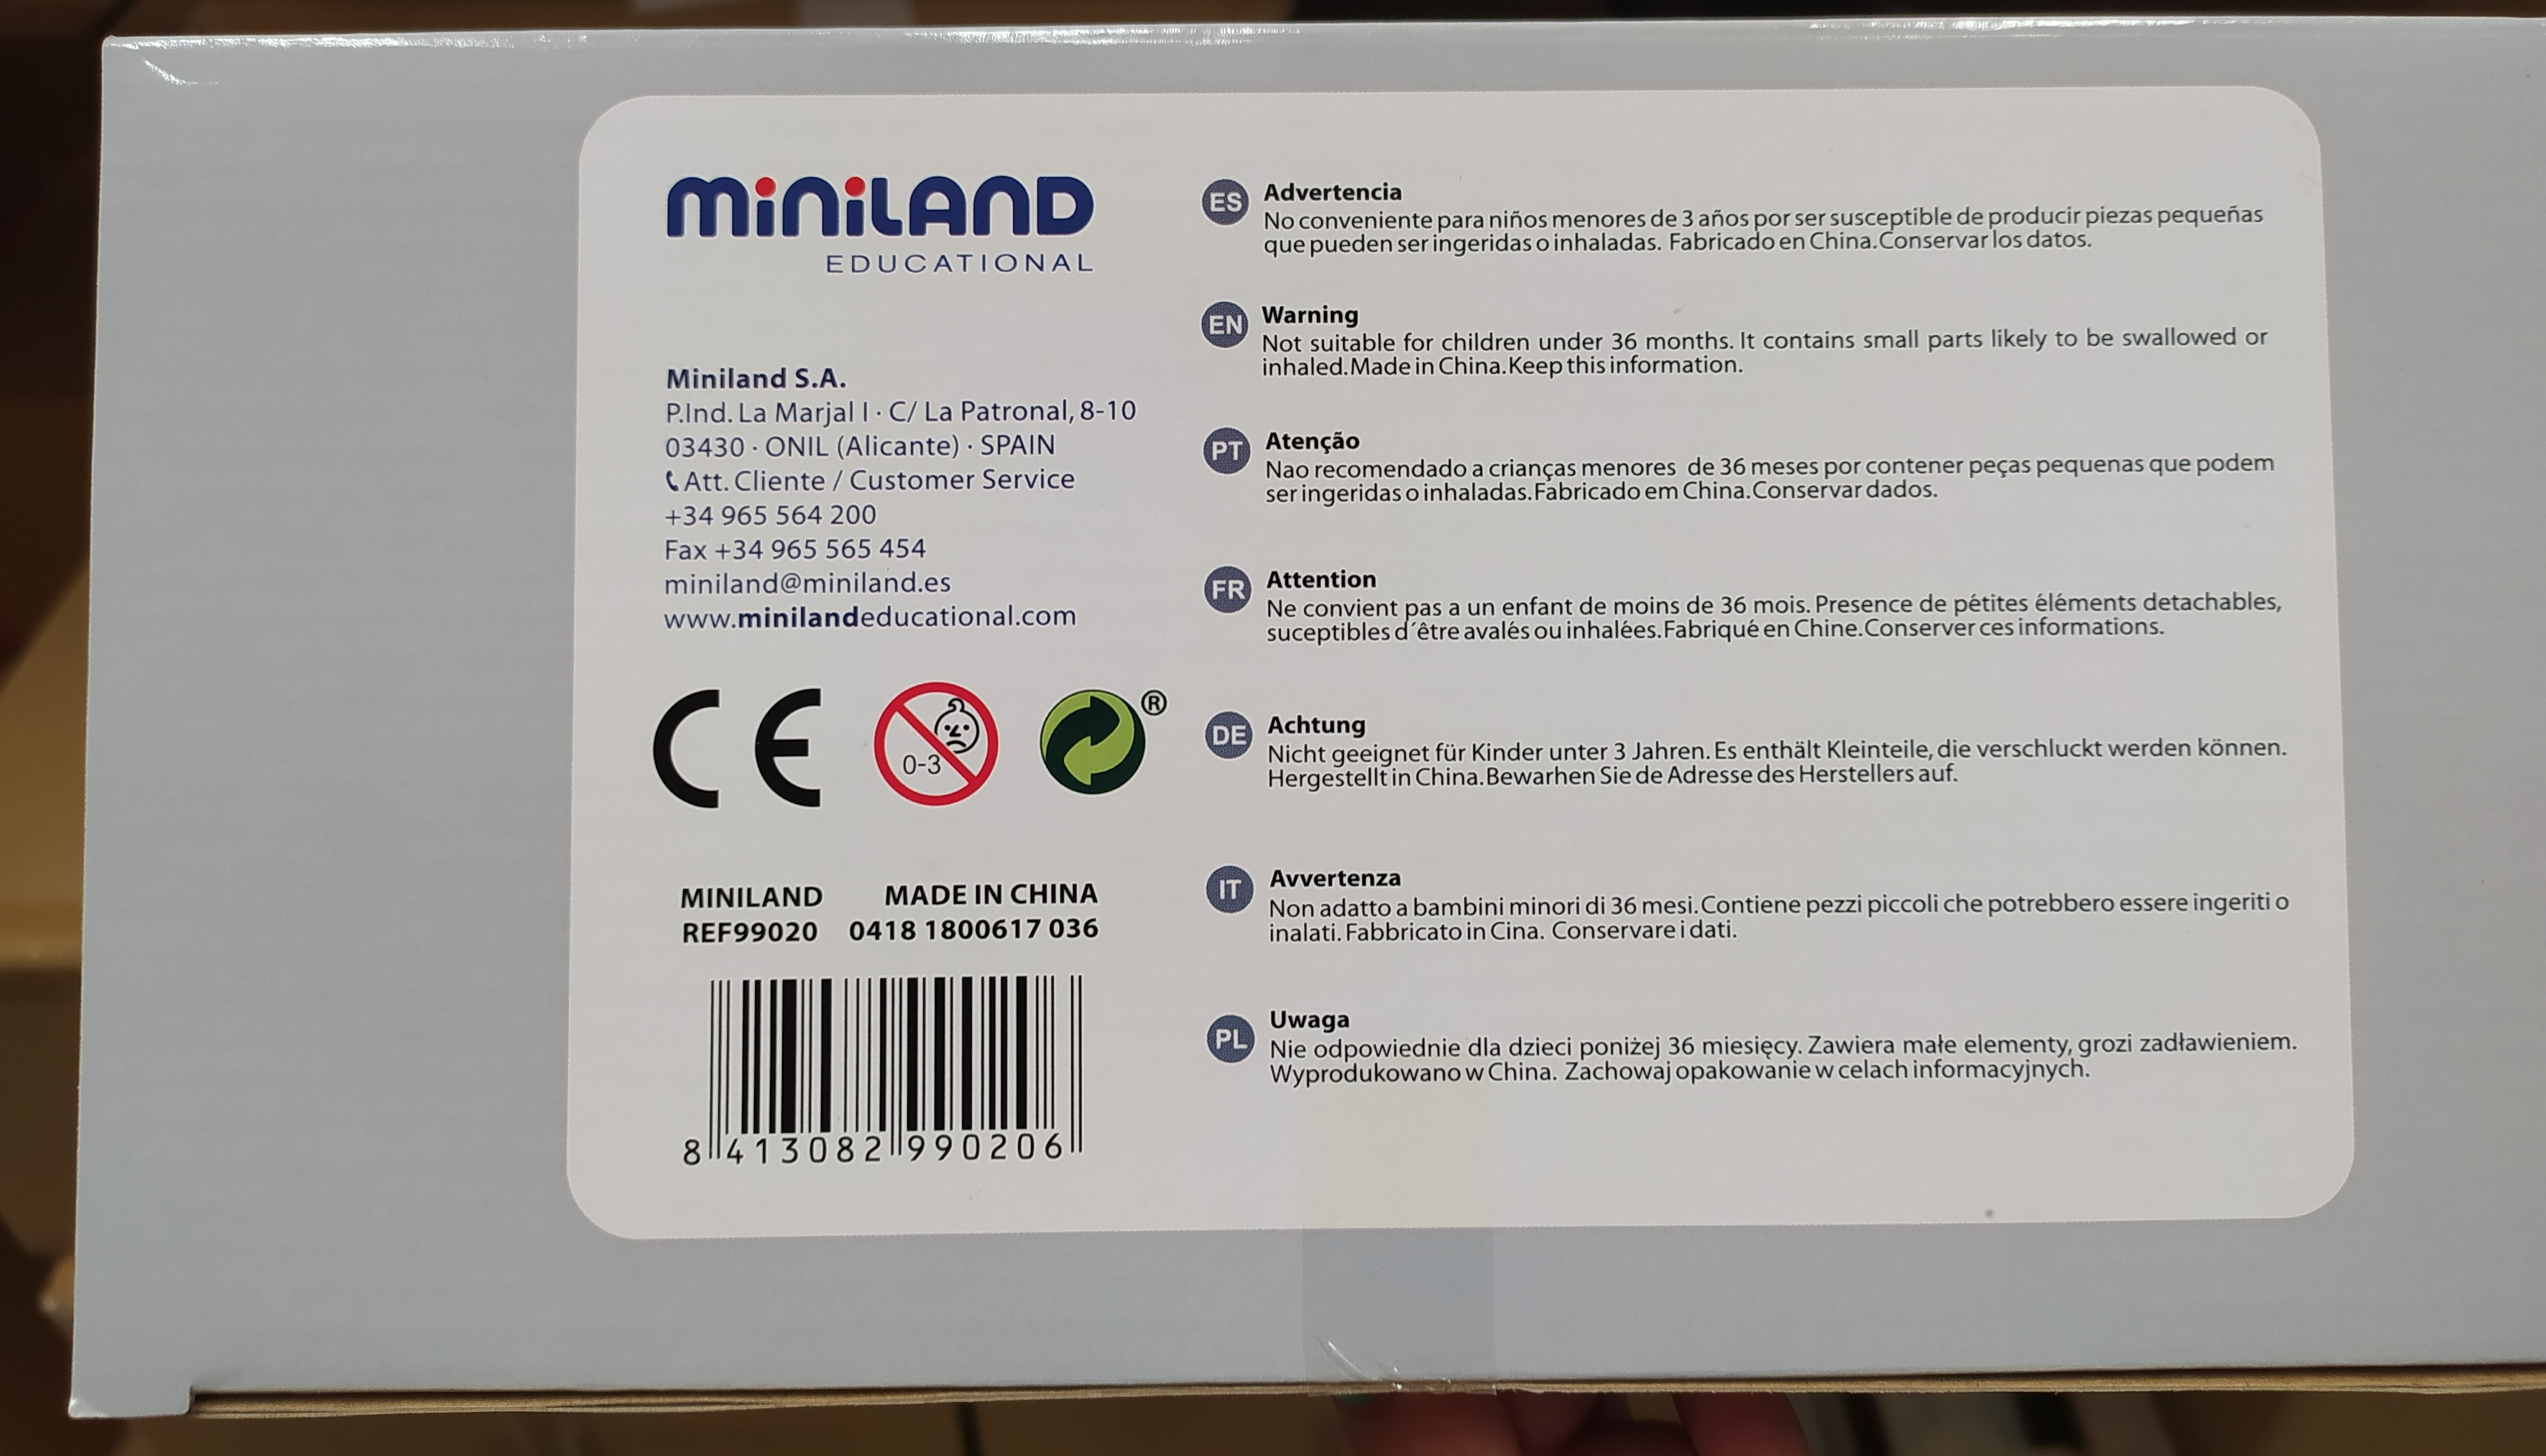 miniLAND
EDUCATIONAL
Miniland S.A.
P.Ind. La Marjal I · C/ La Patronal, 8-10
03430 · ONIL (Alicante) · SPAIN
Att. Cliente / Customer Service
+34 965 564 200
Fax +34 965 565 454
miniland@miniland.es
www.minilandeducational.com
CE
0-3
®
MINILAND MADE IN CHINA
REF99020 0418 1800617 036
8 413082 990206
ES Advertencia
No conveniente para niños menores de 3 años por ser susceptible de producir piezas pequeñas
que pueden ser ingeridas o inhaladas. Fabricado en China.Conservar los datos.
EN Warning
Not suitable for children under 36 months. It contains small parts likely to be swallowed or
inhaled.Made in China.Keep this information.
PT Atenção
Nao recomendado a crianças menores de 36 meses por contener peças pequenas que podem
ser ingeridas o inhaladas.Fabricado em China.Conservar dados.
FR Attention
Ne convient pas a un enfant de moins de 36 mois. Presence de pétites éléments detachables,
suceptibles d´être avalés ou inhalées.Fabriqué en Chine.Conserver ces informations.
DE Achtung
Nicht geeignet für Kinder unter 3 Jahren. Es enthält Kleinteile, die verschluckt werden können.
Hergestellt in China.Bewarhen Sie de Adresse des Herstellers auf.
IT Avvertenza
Non adatto a bambini minori di 36 mesi.Contiene pezzi piccoli che potrebbero essere ingeriti o
inalati. Fabbricato in Cina. Conservare i dati.
PL Uwaga
Nie odpowiednie dla dzieci poniżej 36 miesięcy. Zawiera małe elementy, grozi zadławieniem.
Wyprodukowano w China. Zachowaj opakowanie w celach informacyjnych.